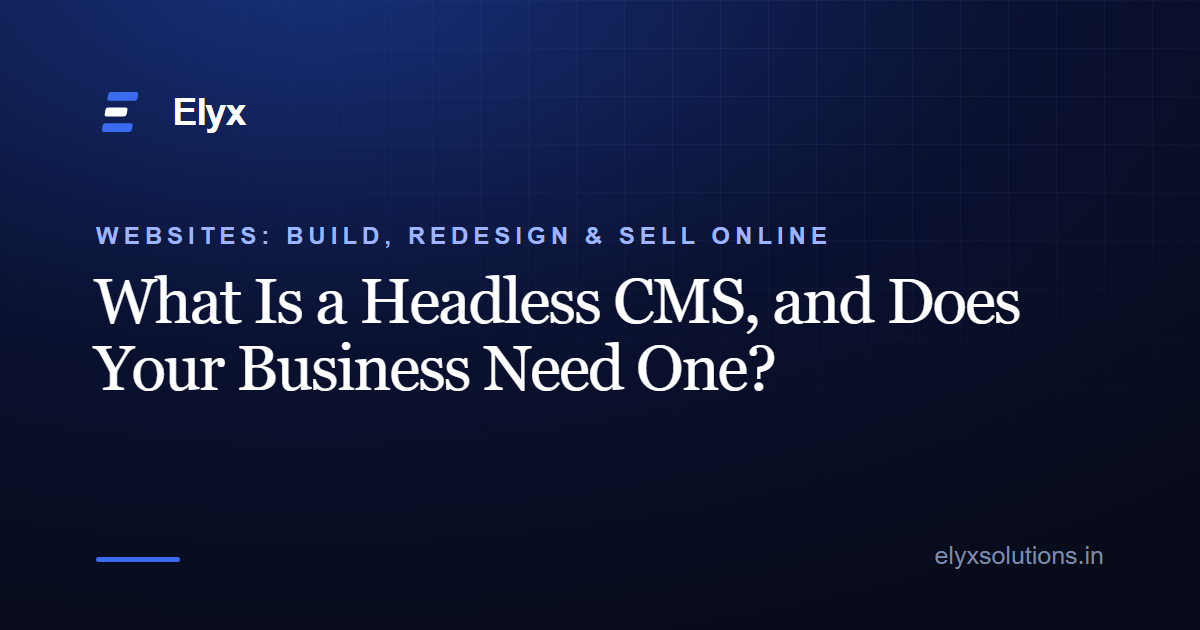 Elyx
WEBSITES: BUILD, REDESIGN & SELL ONLINE
What Is a Headless CMS, and Does
Your Business Need One?
elyxsolutions.in